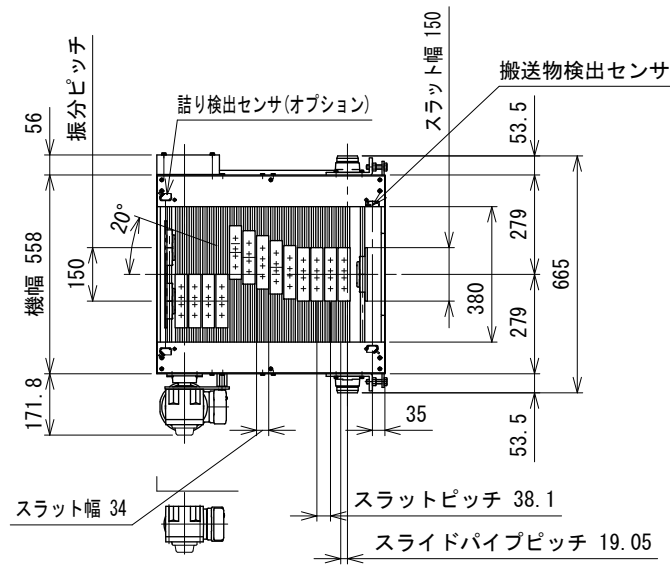 スラット幅 150
搬送物検出センサ
振分ピッチ
詰り検出センサ(オプション)
56
53.5
20°
279
機幅 558
150
380
665
279
171.8
35
53.5
スラット幅 34
スラットピッチ 38.1
スライドパイプピッチ 19.05